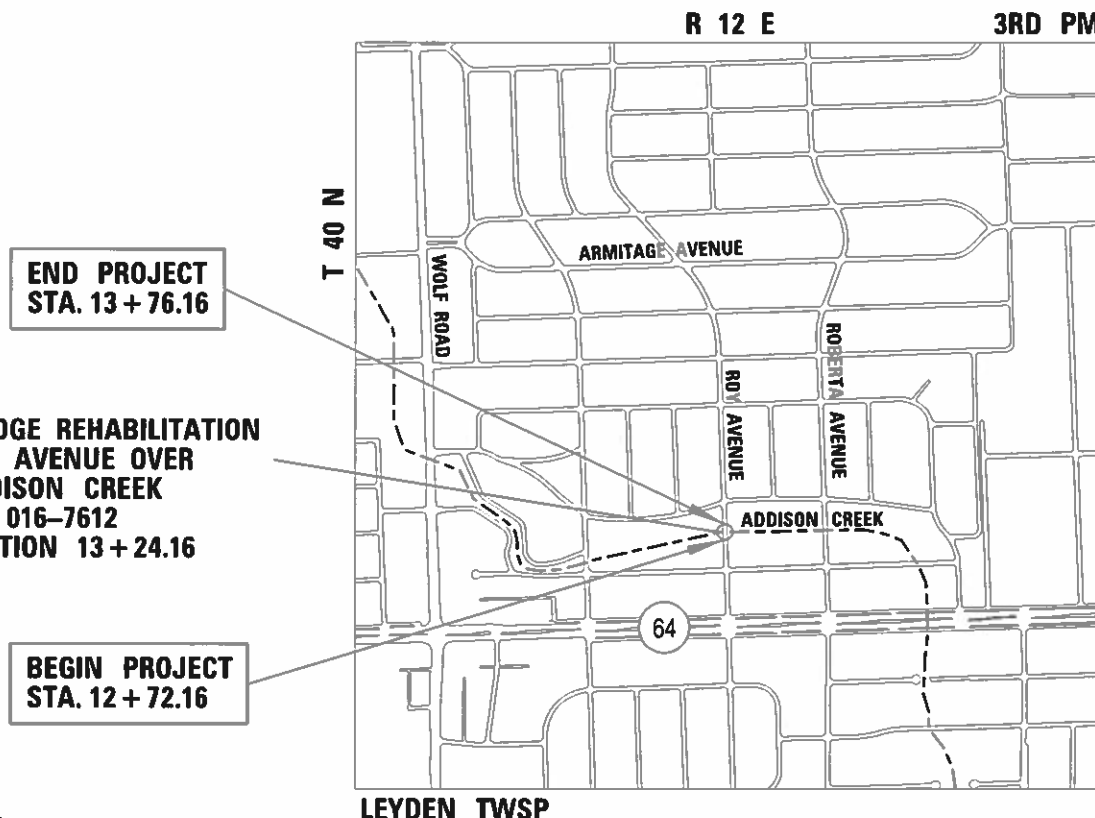 R 12 E
3RD PM
T 40 N
END PROJECT
STA. 13 + 76.16
WOLF ROAD
ARMITAGE AVENUE
ROY AVENUE
ROBERTA AVENUE
DGE REHABILITATION
AVENUE OVER
DISON CREEK
016–7612
TION 13 + 24.16
ADDISON CREEK
64
BEGIN PROJECT
STA. 12 + 72.16
LEYDEN TWSP